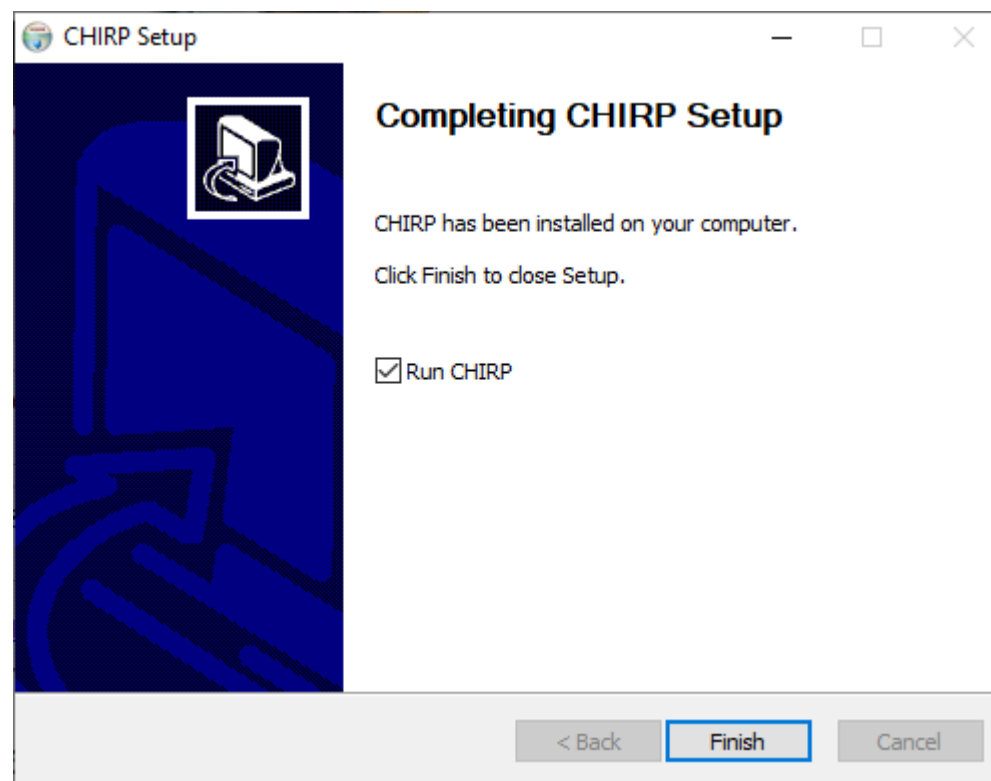 CHIRP Setup
Completing CHIRP Setup
CHIRP has been installed on your computer.
Click Finish to close Setup.
Run CHIRP
< Back
Finish
Cancel